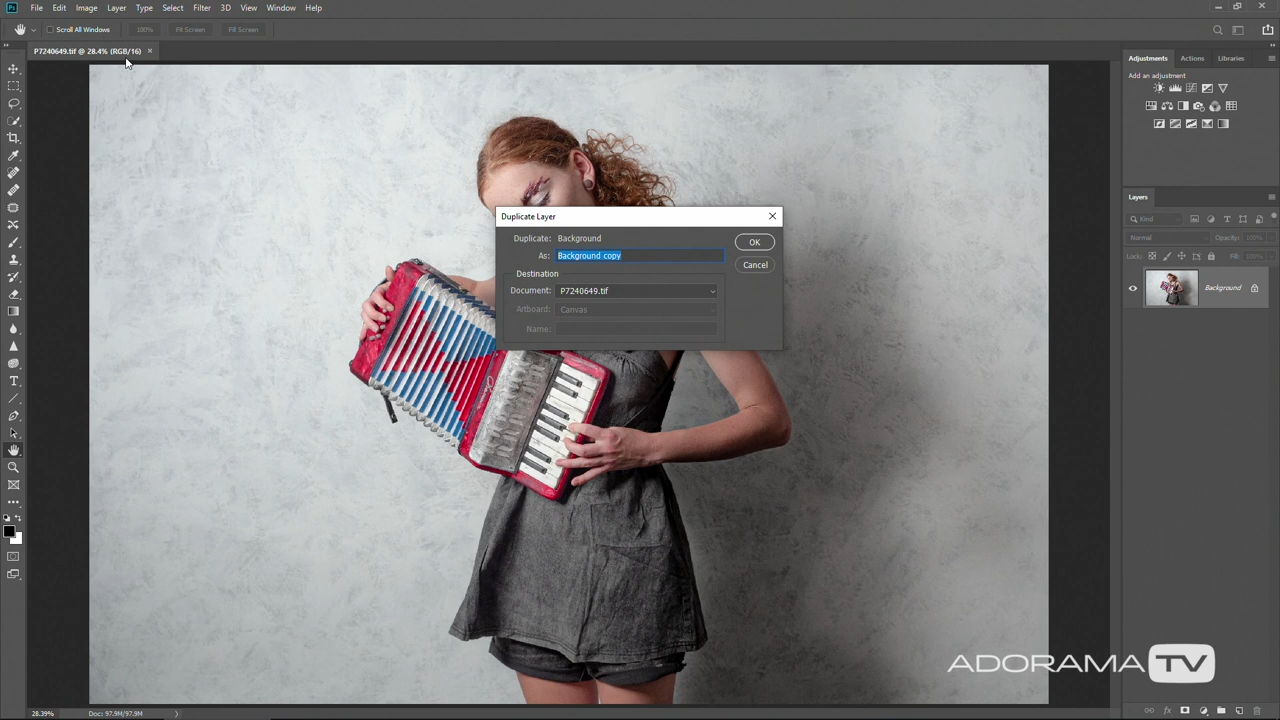 Ps File Edit Image Layer Type Select Filter 3D View Window Help
Scroll All Windows 100% Fit Screen Fill Screen
P7240649.tif @ 28.4% (RGB/16) ×
Adjustments Actions Libraries
Add an adjustment
Layers
Kind
Normal Opacity: 100%
Lock: Fill: 100%
Background
Duplicate Layer
Duplicate: Background
As: Background copy
Destination
Document: P7240649.tif
Artboard: Canvas
Name:
OK
Cancel
ADORAMA TV
28.39% Doc: 97.9M/97.9M